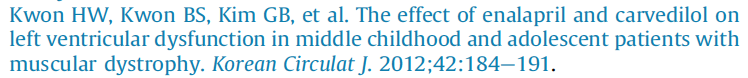 Kwon HW, Kwon BS, Kim GB, et al. The effect of enalapril and carvedilol on
left ventricular dysfunction in middle childhood and adolescent patients with
muscular dystrophy. Korean Circulat J. 2012;42:184–191.